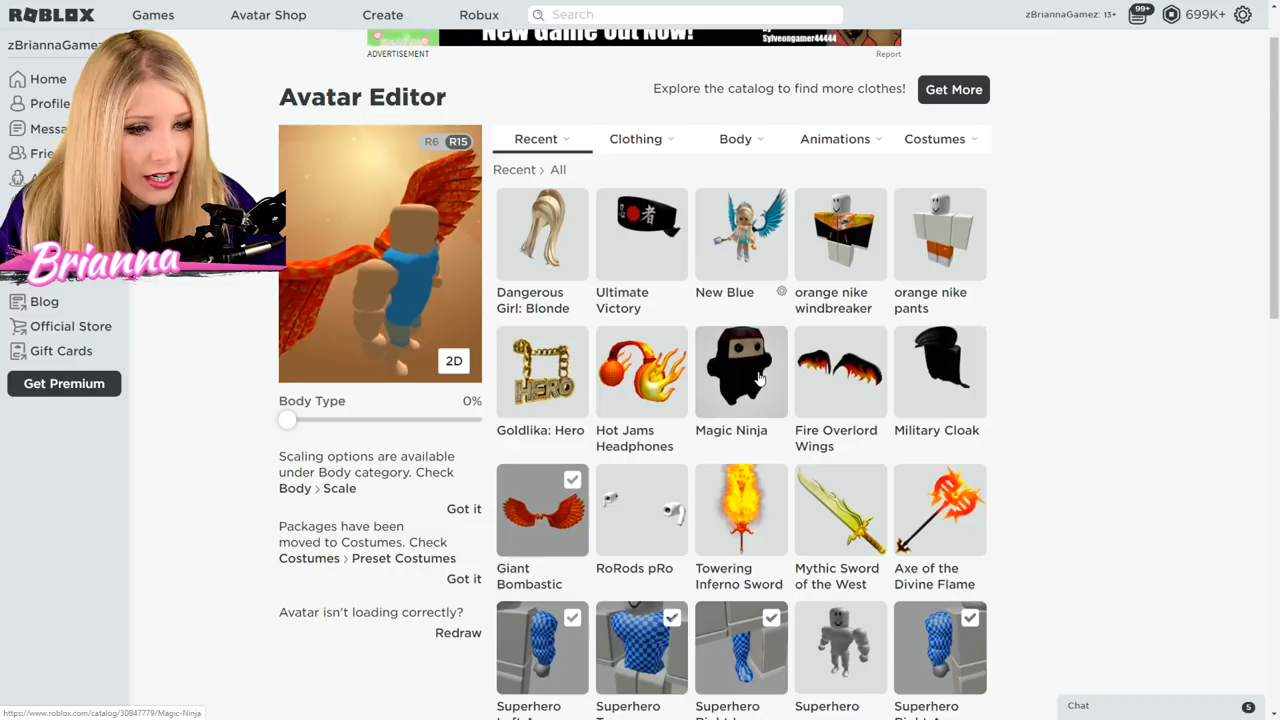 ROBLOX Games Avatar Shop Create Robux Search zBriannaGamez: 13+ 99+ 699K+
New Game Out Now!
Sylveongamer44444
ADVERTISEMENT Report
zBriannaGamez
Home
Profile
Messa
Frie
Blog
Official Store
Gift Cards
Get Premium
Brianna
Avatar Editor
Explore the catalog to find more clothes! Get More
R6 R15
2D
Body Type 0%
Scaling options are available
under Body category. Check
Body > Scale
Got it
Packages have been
moved to Costumes. Check
Costumes > Preset Costumes
Got it
Avatar isn't loading correctly?
Redraw
Recent Clothing Body Animations Costumes
Recent > All
Dangerous
Girl: Blonde
Ultimate
Victory
New Blue
orange nike
windbreaker
orange nike
pants
HERO
Goldlika: Hero
Hot Jams
Headphones
Magic Ninja
Fire Overlord
Wings
Military Cloak
Giant
Bombastic
RoRods pRo
Towering
Inferno Sword
Mythic Sword
of the West
Axe of the
Divine Flame
Superhero
Superhero
Superhero
Superhero
Superhero
https://www.roblox.com/catalog/30847779/Magic-Ninja
Chat 5